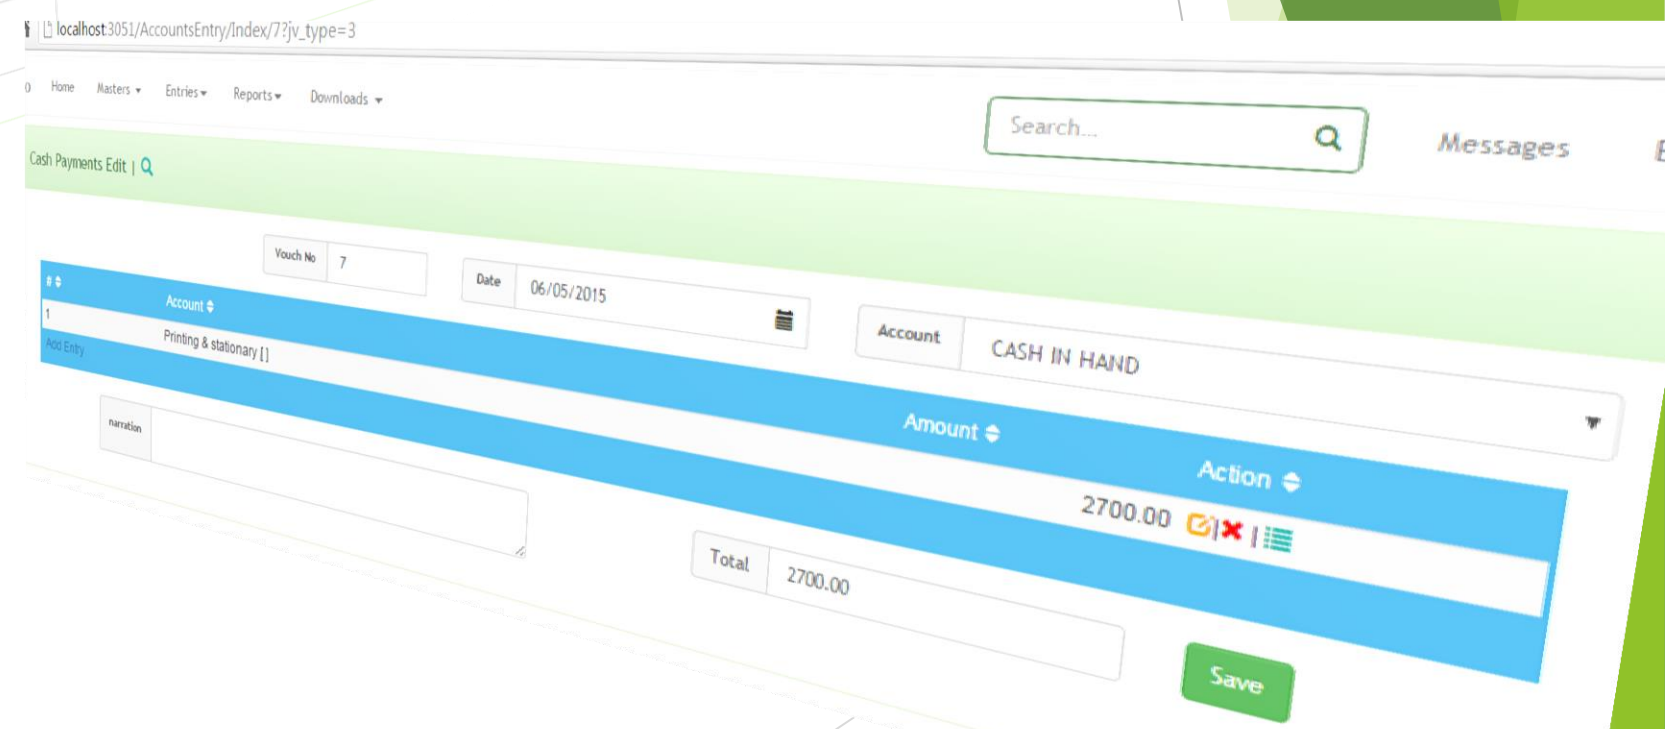 localhost:3051/AccountsEntry/Index/7?jv_type=3
Home Masters Entries Reports Downloads
Search...
Messages
Cash Payments Edit |
Vouch No 7
Date 06/05/2015
Account CASH IN HAND
# Account Amount Action
1 Printing & stationary [ ] 2700.00 | |
Add Entry
narration
Total 2700.00
Save